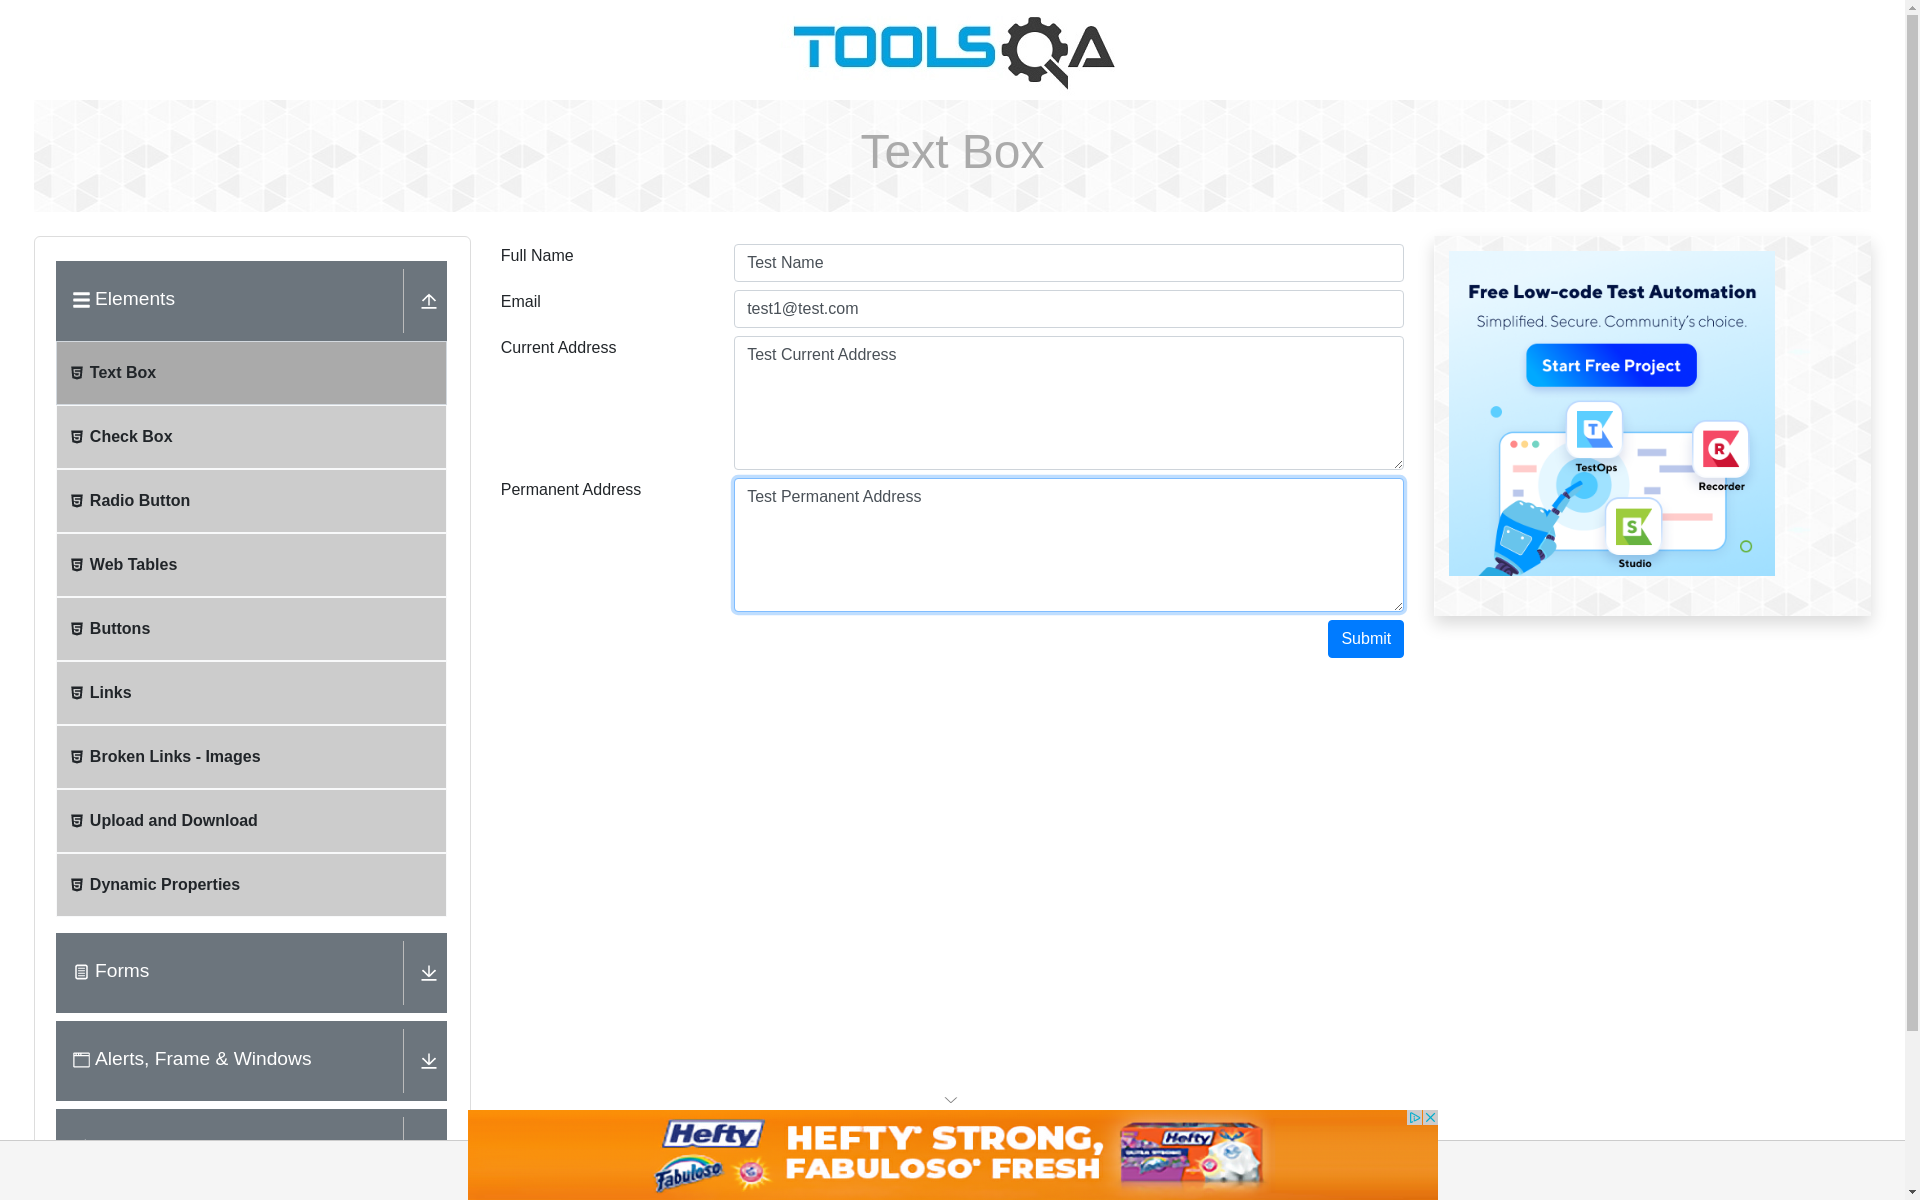 TOOLSQA
Text Box
Elements
Text Box
Check Box
Radio Button
Web Tables
Buttons
Links
Broken Links - Images
Upload and Download
Dynamic Properties
Forms
Alerts, Frame & Windows
Full Name
Test Name
Email
test1@test.com
Current Address
Test Current Address
Permanent Address
Test Permanent Address
Submit
Free Low-code Test Automation
Simplified. Secure. Community's choice.
Start Free Project
T
TestOps
R
Recorder
S
Studio
Hefty
Fabuloso
HEFTY® STRONG,
FABULOSO® FRESH
Hefty
ULTRA STRONG